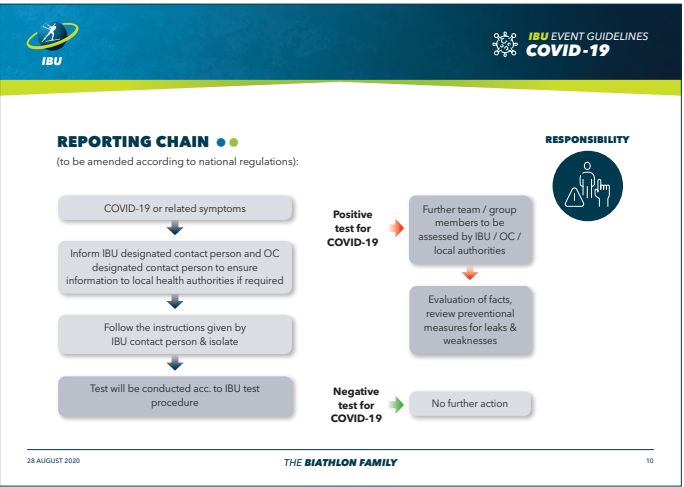 IBU
IBU EVENT GUIDELINES
COVID-19
REPORTING CHAIN
(to be amended according to national regulations):
RESPONSIBILITY
COVID-19 or related symptoms
Inform IBU designated contact person and OC
designated contact person to ensure
information to local health authorities if required
Follow the instructions given by
IBU contact person & isolate
Test will be conducted acc. to IBU test
procedure
Positive
test for
COVID-19
Further team / group
members to be
assessed by IBU / OC /
local authorities
Evaluation of facts,
review preventional
measures for leaks &
weaknesses
Negative
test for
COVID-19
No further action
28 AUGUST 2020
THE BIATHLON FAMILY
10